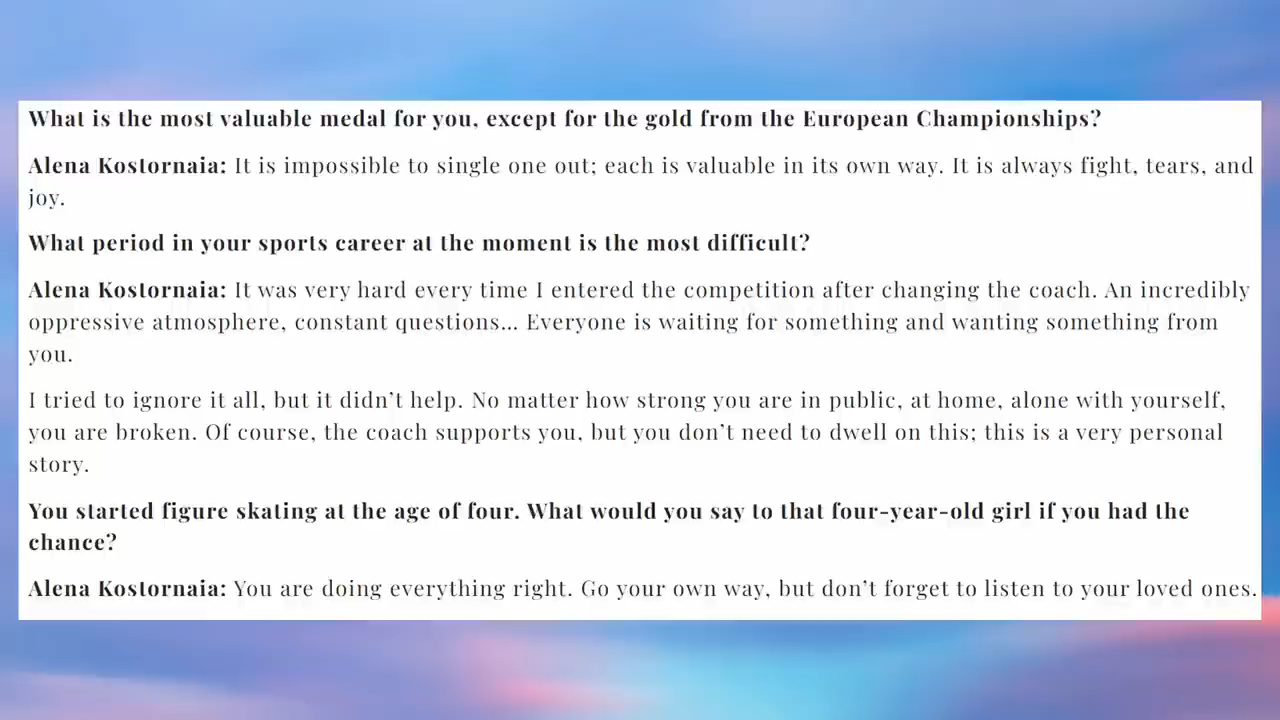 What is the most valuable medal for you, except for the gold from the European Championships?
Alena Kostornaia: It is impossible to single one out; each is valuable in its own way. It is always fight, tears, and
joy.
What period in your sports career at the moment is the most difficult?
Alena Kostornaia: It was very hard every time I entered the competition after changing the coach. An incredibly
oppressive atmosphere, constant questions... Everyone is waiting for something and wanting something from
you.
I tried to ignore it all, but it didn’t help. No matter how strong you are in public, at home, alone with yourself,
you are broken. Of course, the coach supports you, but you don’t need to dwell on this; this is a very personal
story.
You started figure skating at the age of four. What would you say to that four-year-old girl if you had the
chance?
Alena Kostornaia: You are doing everything right. Go your own way, but don’t forget to listen to your loved ones.